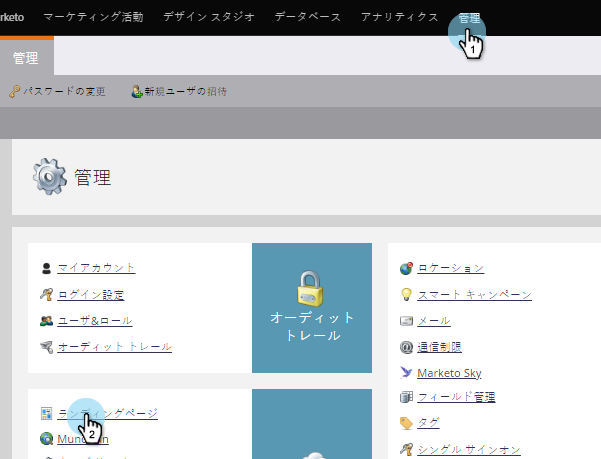 rketo マーケティング活動 デザイン スタジオ データベース アナリティクス 管理
1
管理
パスワードの変更 新規ユーザの招待
管理
マイアカウント
ログイン設定
ユーザ&ロール
オーディット トレール
オーディット
トレール
ロケーション
スマート キャンペーン
メール
通信制限
Marketo Sky
フィールド管理
タグ
シングル サインオン
ランディングページ
2